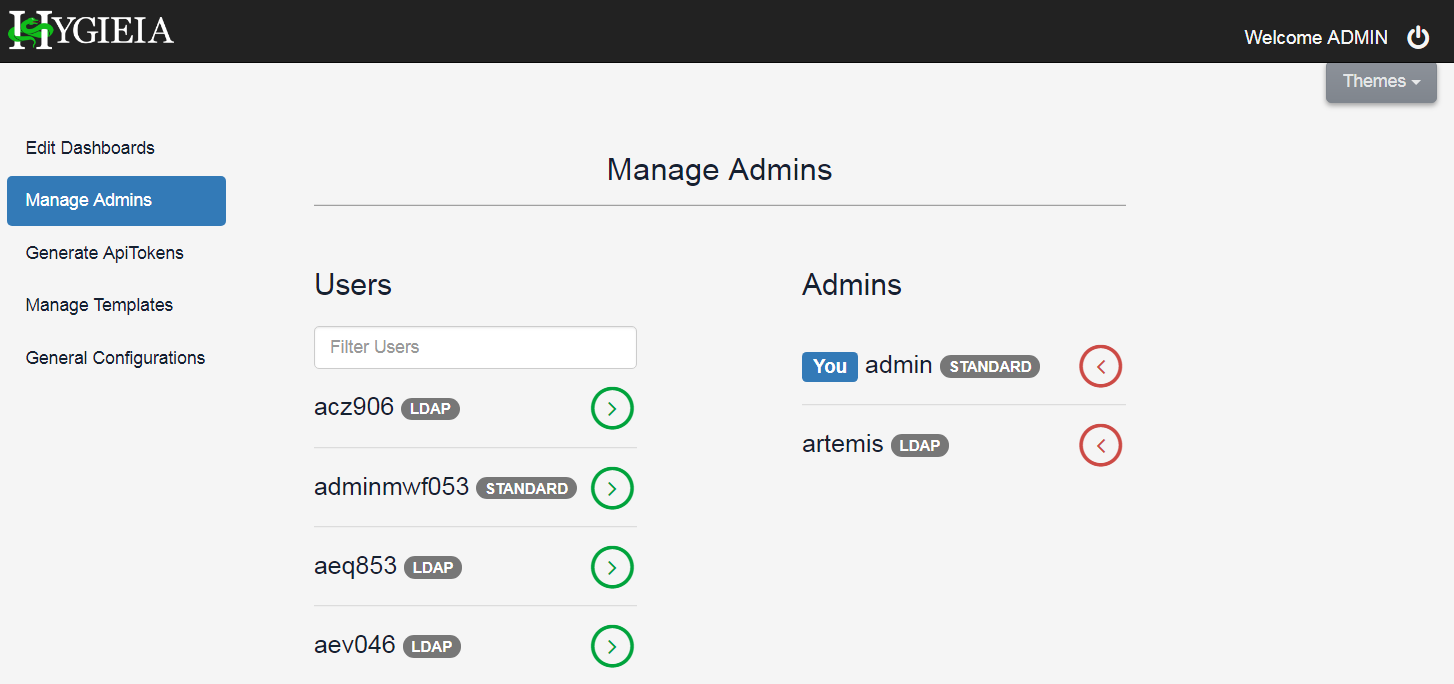 HYGIEIA
Welcome ADMIN
Themes
Edit Dashboards
Manage Admins
Generate ApiTokens
Manage Templates
General Configurations
Manage Admins
Users
Filter Users
acz906 LDAP
adminmwf053 STANDARD
aeq853 LDAP
aev046 LDAP
Admins
You admin STANDARD
artemis LDAP